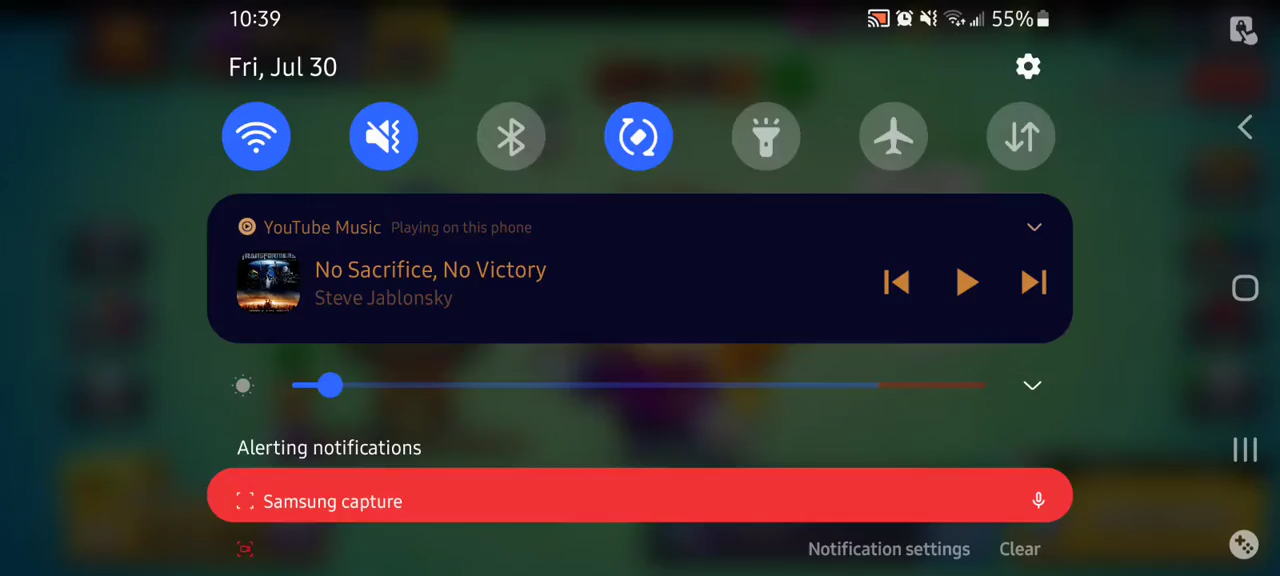 10:39
55%
Fri, Jul 30
YouTube Music Playing on this phone
TRANSFORMERS
No Sacrifice, No Victory
Steve Jablonsky
Alerting notifications
Samsung capture
Notification settings Clear